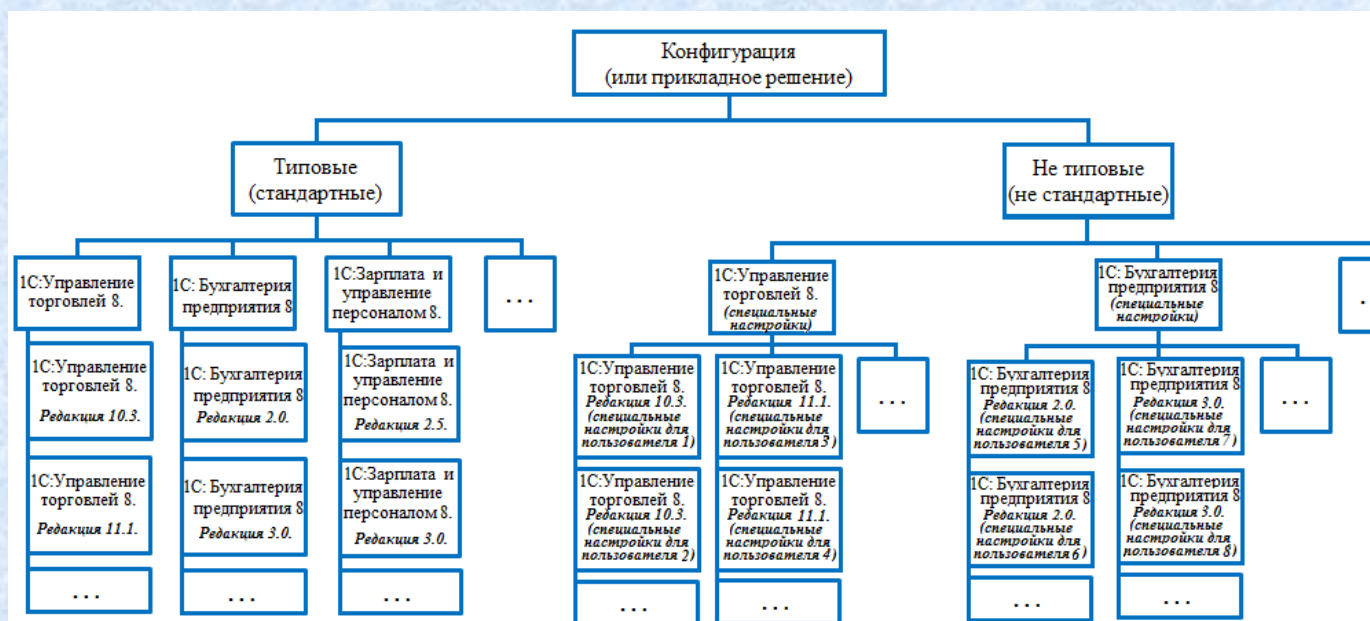 Конфигурация
(или прикладное решение)
Типовые
(стандартные)
Не типовые
(не стандартные)
1С:Управление
торговлей 8.
1С: Бухгалтерия
предприятия 8
1С:Зарплата и
управление
персоналом 8.
...
1С:Управление
торговлей 8.
(специальные
настройки)
1С: Бухгалтерия
предприятия 8
(специальные
настройки)
..
1С:Управление
торговлей 8.
Редакция 10.3.
1С: Бухгалтерия
предприятия 8
Редакция 2.0.
1С:Зарплата и
управление
персоналом 8.
Редакция 2.5.
1С:Управление
торговлей 8.
Редакция 10.3.
(специальные
настройки для
пользователя 1)
1С:Управление
торговлей 8.
Редакция 11.1.
(специальные
настройки для
пользователя 3)
...
1С: Бухгалтерия
предприятия 8
Редакция 2.0.
(специальные
настройки для
пользователя 5)
1С: Бухгалтерия
предприятия 8
Редакция 3.0.
(специальные
настройки для
пользователя 7)
...
1С:Управление
торговлей 8.
Редакция 11.1.
1С: Бухгалтерия
предприятия 8
Редакция 3.0.
1С:Зарплата и
управление
персоналом 8.
Редакция 3.0.
1С:Управление
торговлей 8.
Редакция 10.3.
(специальные
настройки для
пользователя 2)
1С:Управление
торговлей 8.
Редакция 11.1.
(специальные
настройки для
пользователя 4)
1С: Бухгалтерия
предприятия 8
Редакция 2.0.
(специальные
настройки для
пользователя 6)
1С: Бухгалтерия
предприятия 8
Редакция 3.0.
(специальные
настройки для
пользователя 8)
...
...
...
...
...
...
...